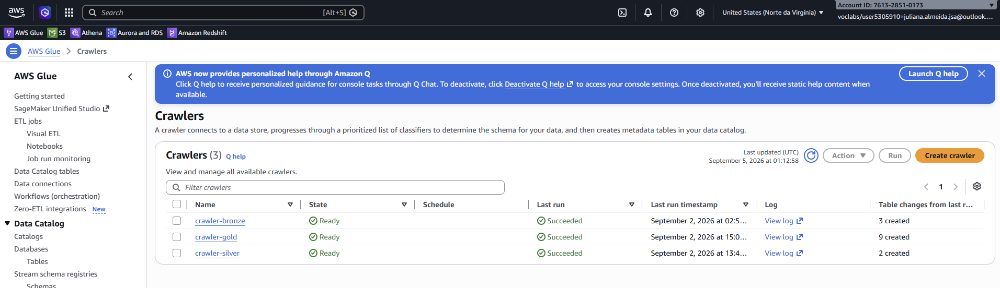 aws
Search [Alt+S]
United States (Norte da Virgínia)
Account ID: 7613-2851-0173
voclabs/user5305910=juliana.almeida.jsa@outlook....
AWS Glue S3 Athena Aurora and RDS Amazon Redshift
AWS Glue > Crawlers
AWS Glue
Getting started
SageMaker Unified Studio
ETL jobs
Visual ETL
Notebooks
Job run monitoring
Data Catalog tables
Data connections
Workflows (orchestration)
Zero-ETL integrations New
Data Catalog
Catalogs
Databases
Tables
Stream schema registries
Schemas
AWS now provides personalized help through Amazon Q
Click Q help to receive personalized guidance for console tasks through Q Chat. To deactivate, click Deactivate Q help to access your console settings. Once deactivated, you'll receive static help content when
available.
Launch Q help
Crawlers
A crawler connects to a data store, progresses through a prioritized list of classifiers to determine the schema for your data, and then creates metadata tables in your data catalog.
Crawlers (3) Q help
Last updated (UTC)
September 5, 2026 at 01:12:58
Action Run Create crawler
View and manage all available crawlers.
Filter crawlers
1
Name State Schedule Last run Last run timestamp Log Table changes from last r...
crawler-bronze Ready Succeeded September 2, 2026 at 02:5... View log 3 created
crawler-gold Ready Succeeded September 2, 2026 at 15:0... View log 9 created
crawler-silver Ready Succeeded September 2, 2026 at 13:4... View log 2 created